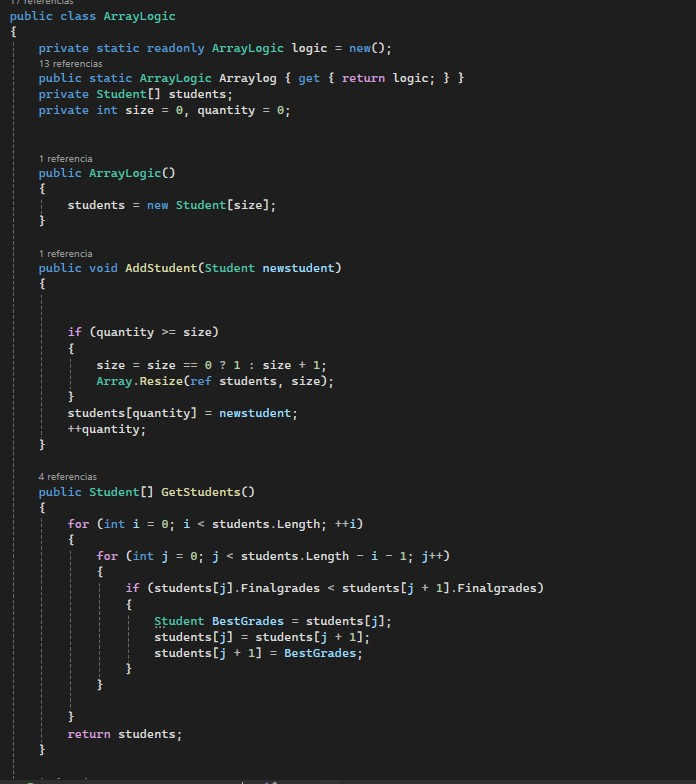 17 referencias
public class ArrayLogic
{
private static readonly ArrayLogic logic = new();
13 referencias
public static ArrayLogic Arraylog { get { return logic; } }
private Student[] students;
private int size = 0, quantity = 0;
1 referencia
public ArrayLogic()
{
students = new Student[size];
}
1 referencia
public void AddStudent(Student newstudent)
{
if (quantity >= size)
{
size = size == 0 ? 1 : size + 1;
Array.Resize(ref students, size);
}
students[quantity] = newstudent;
++quantity;
}
4 referencias
public Student[] GetStudents()
{
for (int i = 0; i < students.Length; ++i)
{
for (int j = 0; j < students.Length - i - 1; j++)
{
if (students[j].Finalgrades < students[j + 1].Finalgrades)
{
Student BestGrades = students[j];
students[j] = students[j + 1];
students[j + 1] = BestGrades;
}
}
}
return students;
}